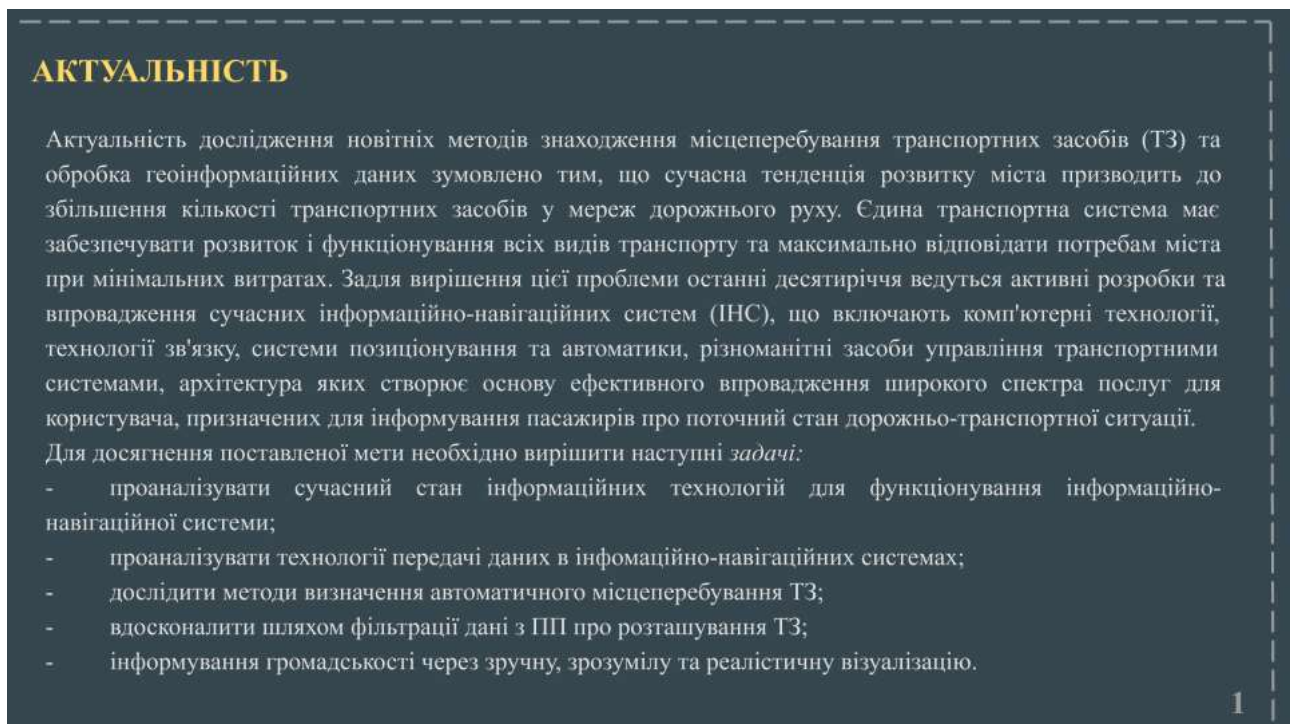 АКТУАЛЬНІСТЬ
Актуальність дослідження новітніх методів знаходження місцеперебування транспортних засобів (ТЗ) та
обробка геоінформаційних даних зумовлено тим, що сучасна тенденція розвитку міста призводить до
збільшення кількості транспортних засобів у мереж дорожнього руху. Єдина транспортна система має
забезпечувати розвиток і функціонування всіх видів транспорту та максимально відповідати потребам міста
при мінімальних витратах. Задля вирішення цієї проблеми останні десятиріччя ведуться активні розробки та
впровадження сучасних інформаційно-навігаційних систем (ІНС), що включають комп'ютерні технології,
технології зв'язку, системи позиціонування та автоматики, різноманітні засоби управління транспортними
системами, архітектура яких створює основу ефективного впровадження широкого спектра послуг для
користувача, призначених для інформування пасажирів про поточний стан дорожньо-транспортної ситуації.
Для досягнення поставленої мети необхідно вирішити наступні задачі:
- проаналізувати сучасний стан інформаційних технологій для функціонування інформаційно-
навігаційної системи;
- проаналізувати технології передачі даних в інфомаційно-навігаційних системах;
- дослідити методи визначення автоматичного місцеперебування ТЗ;
- вдосконалити шляхом фільтрації дані з ПП про розташування ТЗ;
- інформування громадськості через зручну, зрозумілу та реалістичну візуалізацію.
1